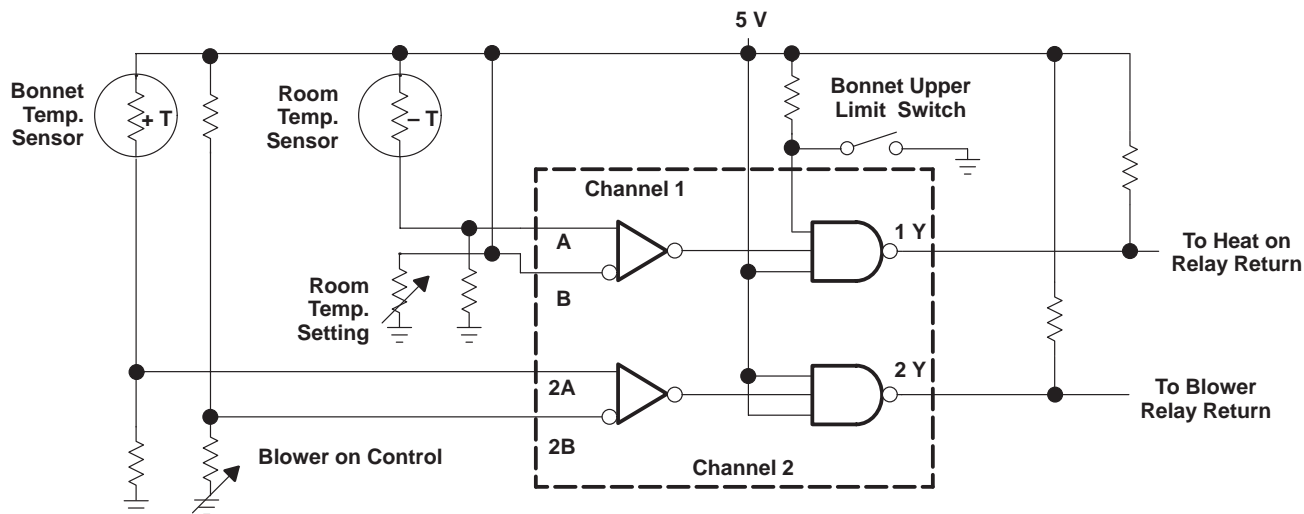 5 V
Bonnet
Temp.
Sensor
+ T
Room
Temp.
Sensor
– T
Bonnet Upper
Limit Switch
Channel 1
A
B
1 Y
To Heat on
Relay Return
Room
Temp.
Setting
2A
2B
2 Y
To Blower
Relay Return
Blower on Control
Channel 2